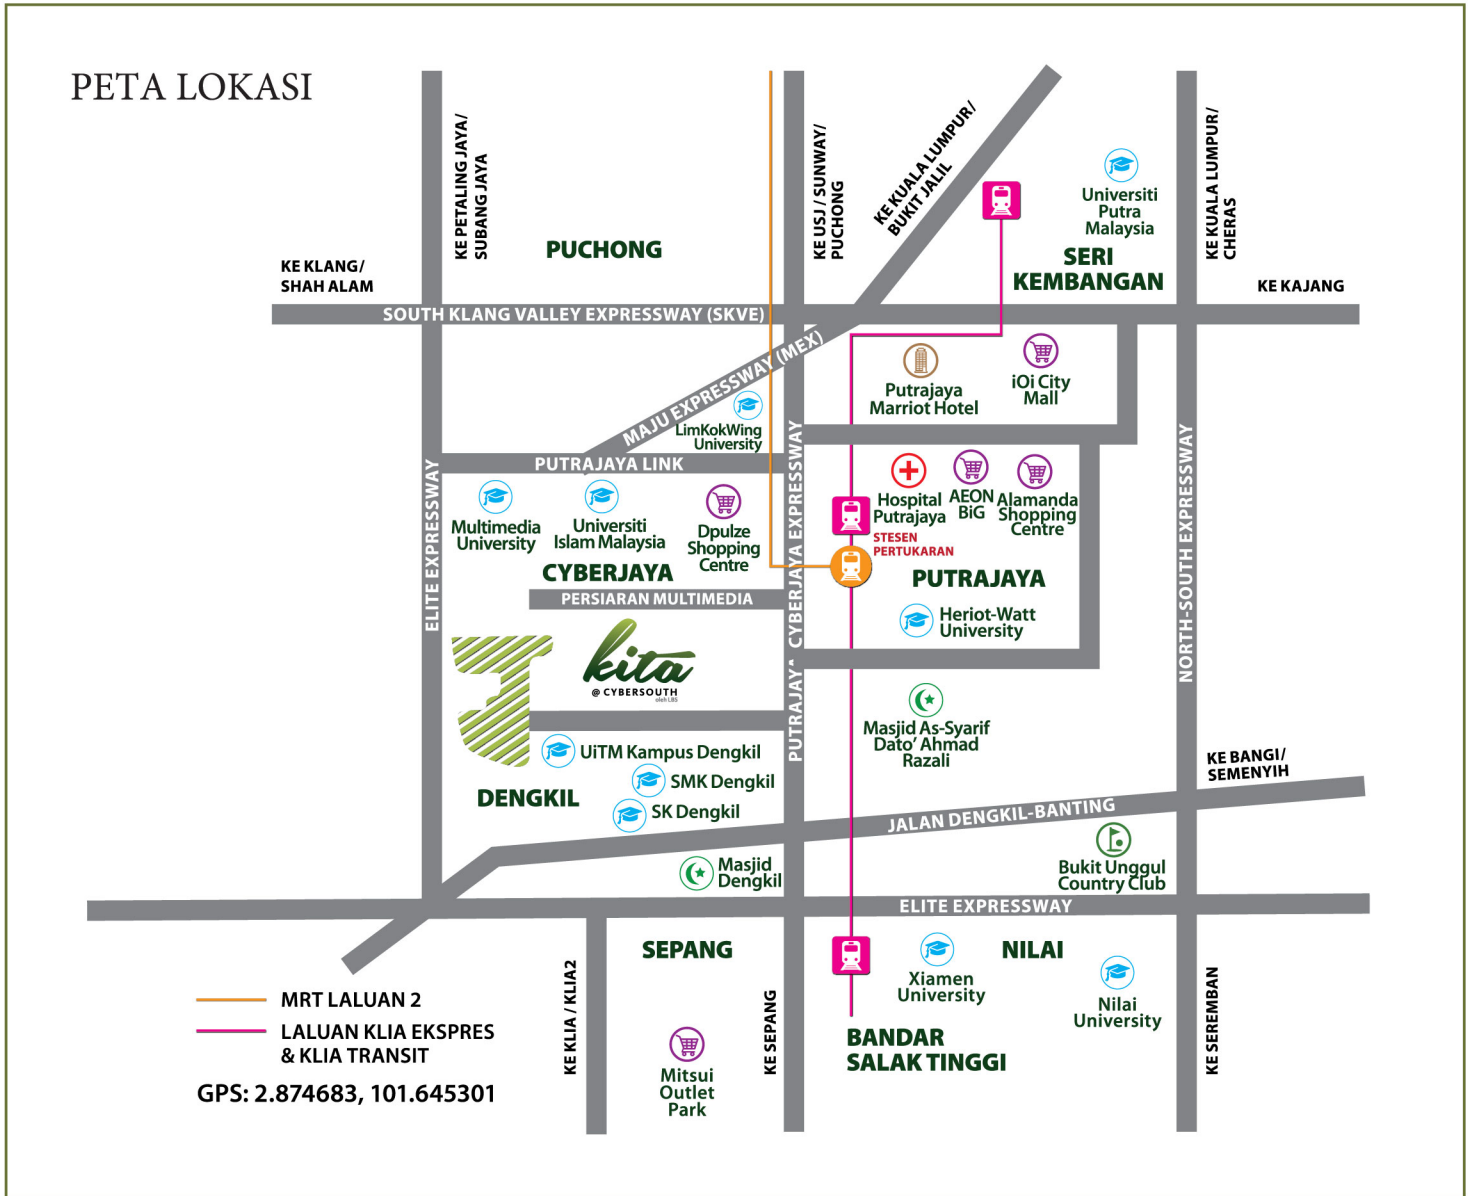 PETA LOKASI
KE PETALING JAYA/
SUBANG JAYA
KE USJ / SUNWAY/
PUCHONG
KE KUALA LUMPUR/
BUKIT JALIL
KE KUALA LUMPUR/
CHERAS
Universiti
Putra
Malaysia
PUCHONG
SERI
KEMBANGAN
KE KLANG/
SHAH ALAM
KE KAJANG
SOUTH KLANG VALLEY EXPRESSWAY (SKVE)
MAJU EXPRESSWAY (MEX)
Putrajaya
Marriot Hotel
iOi City
Mall
LimKokWing
University
PUTRAJAYA LINK
ELITE EXPRESSWAY
PUTRAJAYA CYBERJAYA EXPRESSWAY
NORTH-SOUTH EXPRESSWAY
Multimedia
University
Universiti
Islam Malaysia
Dpulze
Shopping
Centre
Hospital
Putrajaya
AEON
BiG
Alamanda
Shopping
Centre
STESEN
PERTUKARAN
CYBERJAYA
PUTRAJAYA
PERSIARAN MULTIMEDIA
Heriot-Watt
University
kita
@ CYBERSOUTH
oleh LBS
Masjid As-Syarif
Dato' Ahmad
Razali
UiTM Kampus Dengkil
SMK Dengkil
SK Dengkil
DENGKIL
KE BANGI/
SEMENYIH
JALAN DENGKIL-BANTING
Masjid
Dengkil
Bukit Unggul
Country Club
ELITE EXPRESSWAY
SEPANG
NILAI
Xiamen
University
Nilai
University
KE KLIA / KLIA2
KE SEPANG
KE SEREMBAN
Mitsui
Outlet
Park
BANDAR
SALAK TINGGI
MRT LALUAN 2
LALUAN KLIA EKSPRES
& KLIA TRANSIT
GPS: 2.874683, 101.645301